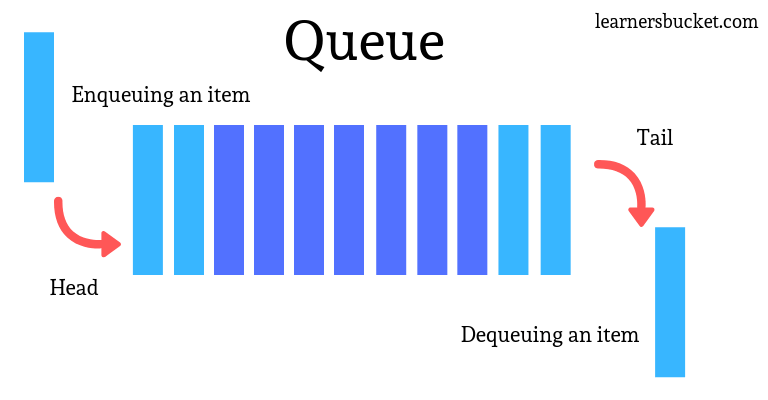 Queue
learnersbucket.com
Enqueuing an item
Tail
Head
Dequeuing an item